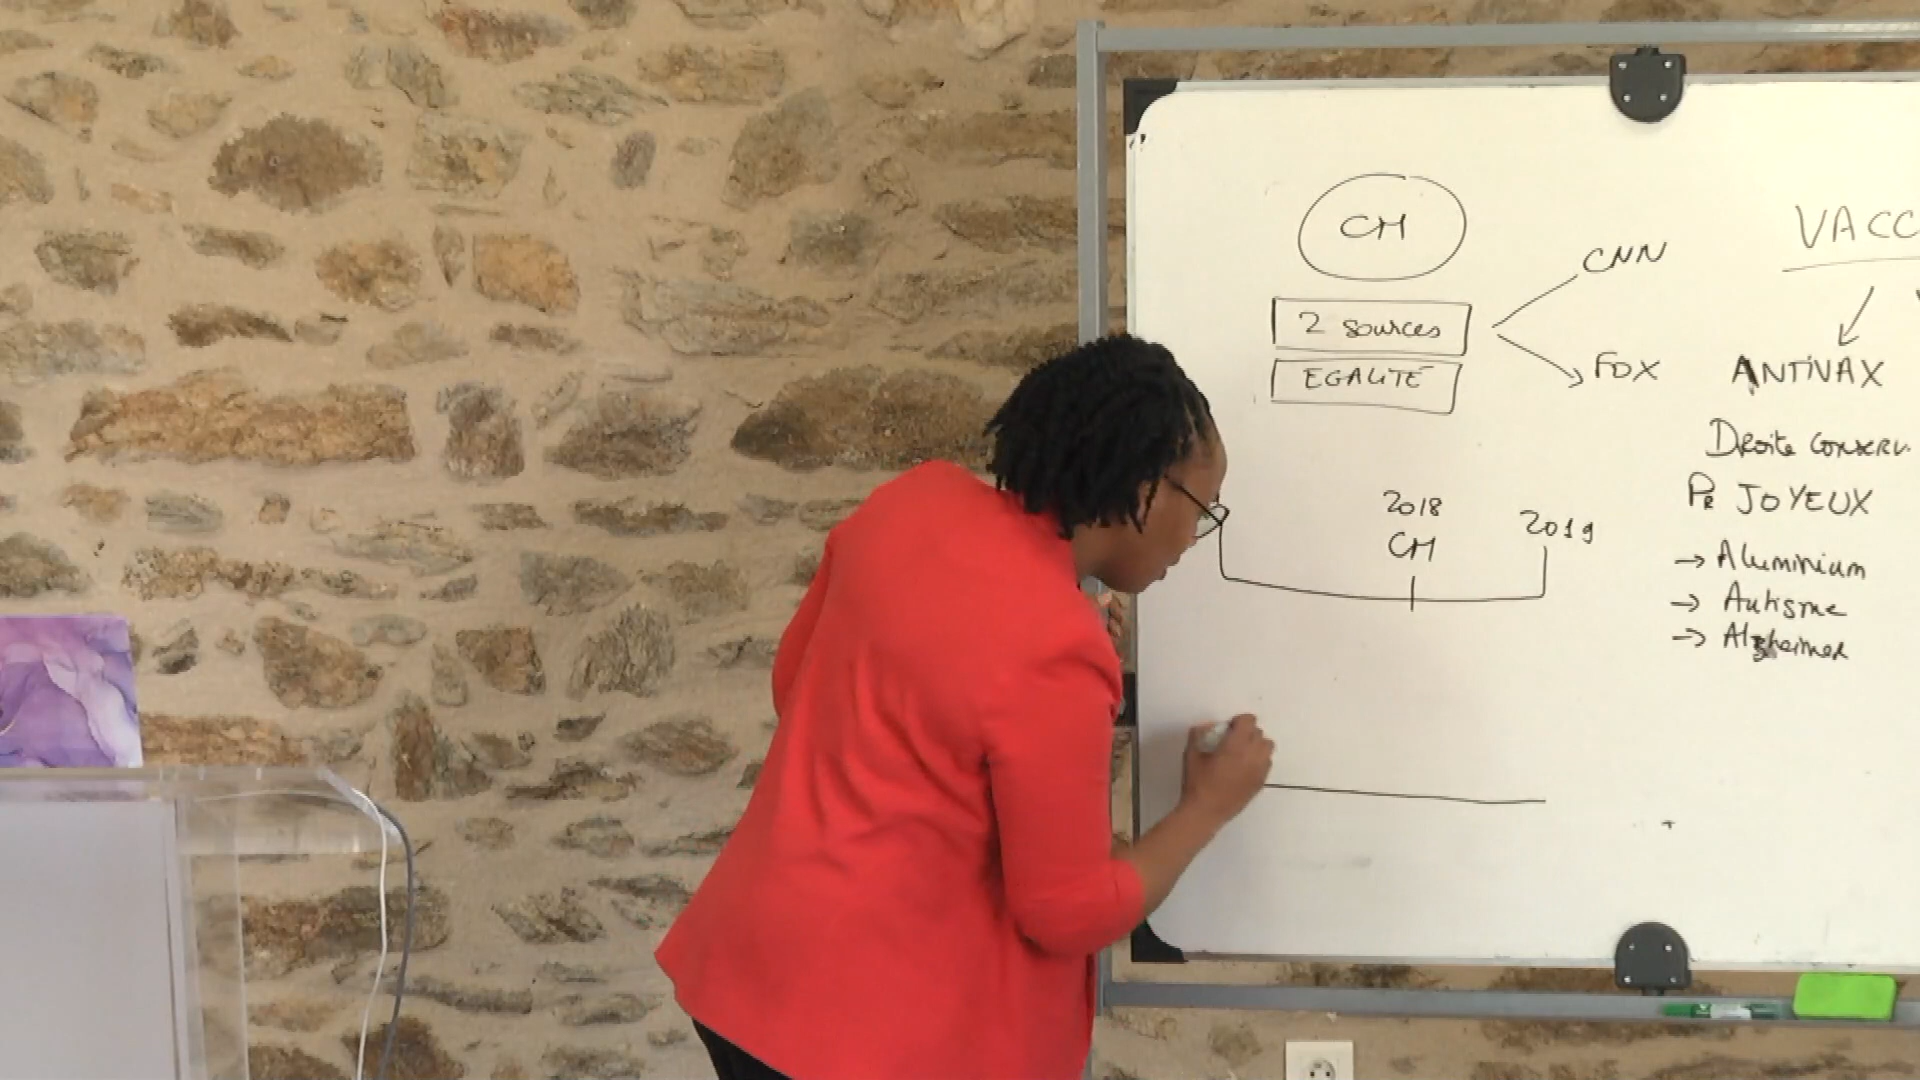 CM
2 sources
EGALITÉ
CNN
FOX
2018
CM
2019
VACC
ANTIVAX
Droite conserv.
Pr JOYEUX
→ Aluminium
→ Autisme
→ Alzheimer